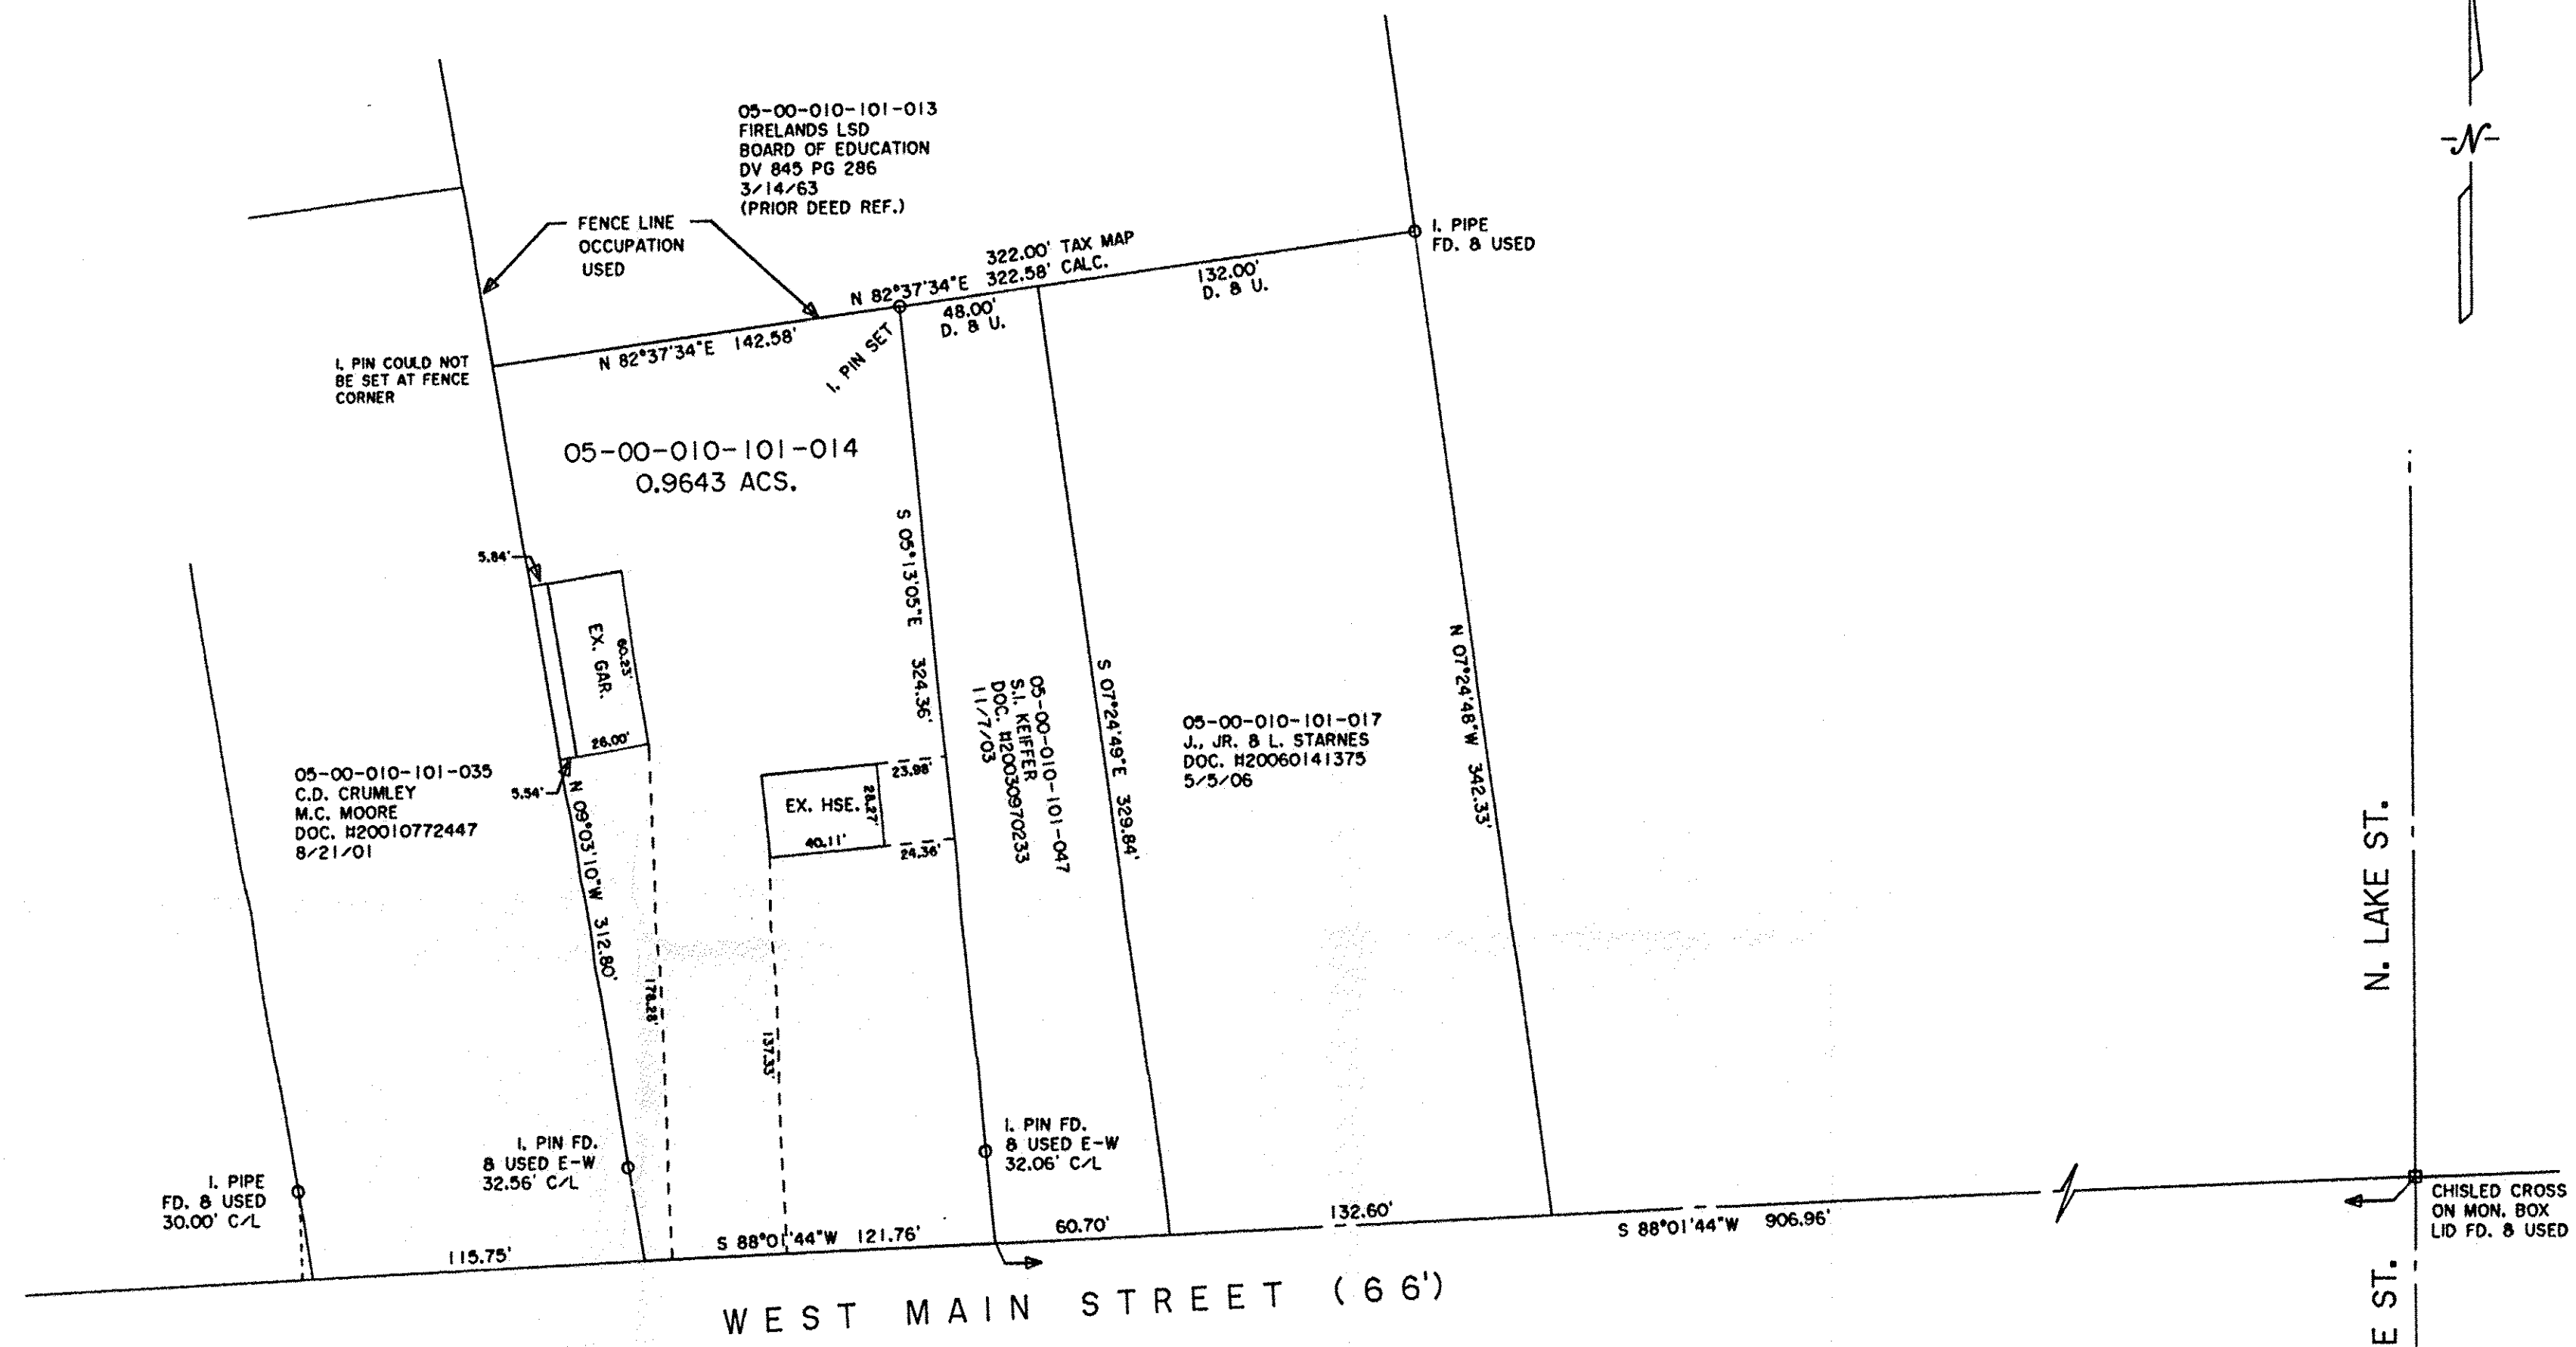 05-00-010-101-013
FIRELANDS LSD
BOARD OF EDUCATION
DV 845 PG 286
3/14/63
(PRIOR DEED REF.)
-N-
FENCE LINE
OCCUPATION
USED
I. PIPE
FD. & USED
322.00' TAX MAP
N 82°37'34"E 322.58' CALC.
132.00'
D. & U.
48.00'
D. & U.
I. PIN SET
N 82°37'34"E 142.58'
I. PIN COULD NOT
BE SET AT FENCE
CORNER
05-00-010-101-014
0.9643 ACS.
S 05°13'05"E 324.36'
5.84'
EX. GAR.
60.23'
26.00'
5.54'
N 09°03'10"W 312.80'
178.28'
05-00-010-101-035
C.D. CRUMLEY
M.C. MOORE
DOC. #20010772447
8/21/01
EX. HSE.
28.27'
40.11'
23.98'
24.36'
137.33'
05-00-010-101-047
S.I. KEIFFER
DOC. #20030970233
11/7/03
S 07°24'49"E 329.84'
05-00-010-101-017
J., JR. & L. STARNES
DOC. #20060141375
5/5/06
N 07°24'48"W 342.33'
N. LAKE ST.
I. PIPE
FD. & USED
30.00' C/L
I. PIN FD.
& USED E-W
32.56' C/L
I. PIN FD.
& USED E-W
32.06' C/L
CHISLED CROSS
ON MON. BOX
LID FD. & USED
115.75'
S 88°01'44"W 121.76'
60.70'
132.60'
S 88°01'44"W 906.96'
WEST MAIN STREET (66')
E ST.